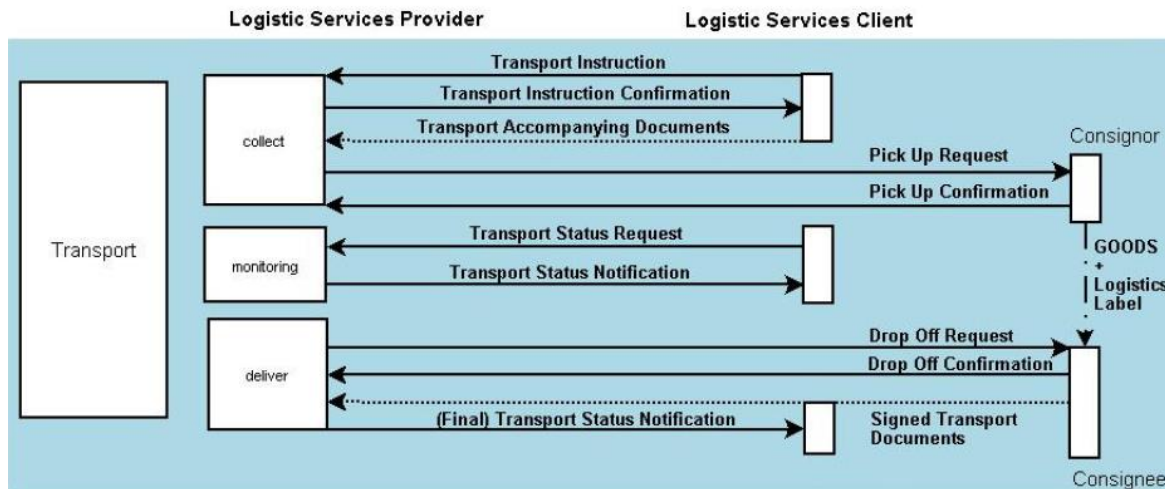 Logistic Services Provider
Logistic Services Client
Transport Instruction
Transport Instruction Confirmation
Transport Accompanying Documents
collect
Consignor
Pick Up Request
Pick Up Confirmation
Transport
Transport Status Request
monitoring
Transport Status Notification
GOODS
+
Logistics
Label
Drop Off Request
Drop Off Confirmation
deliver
(Final) Transport Status Notification
Signed Transport
Documents
Consignee